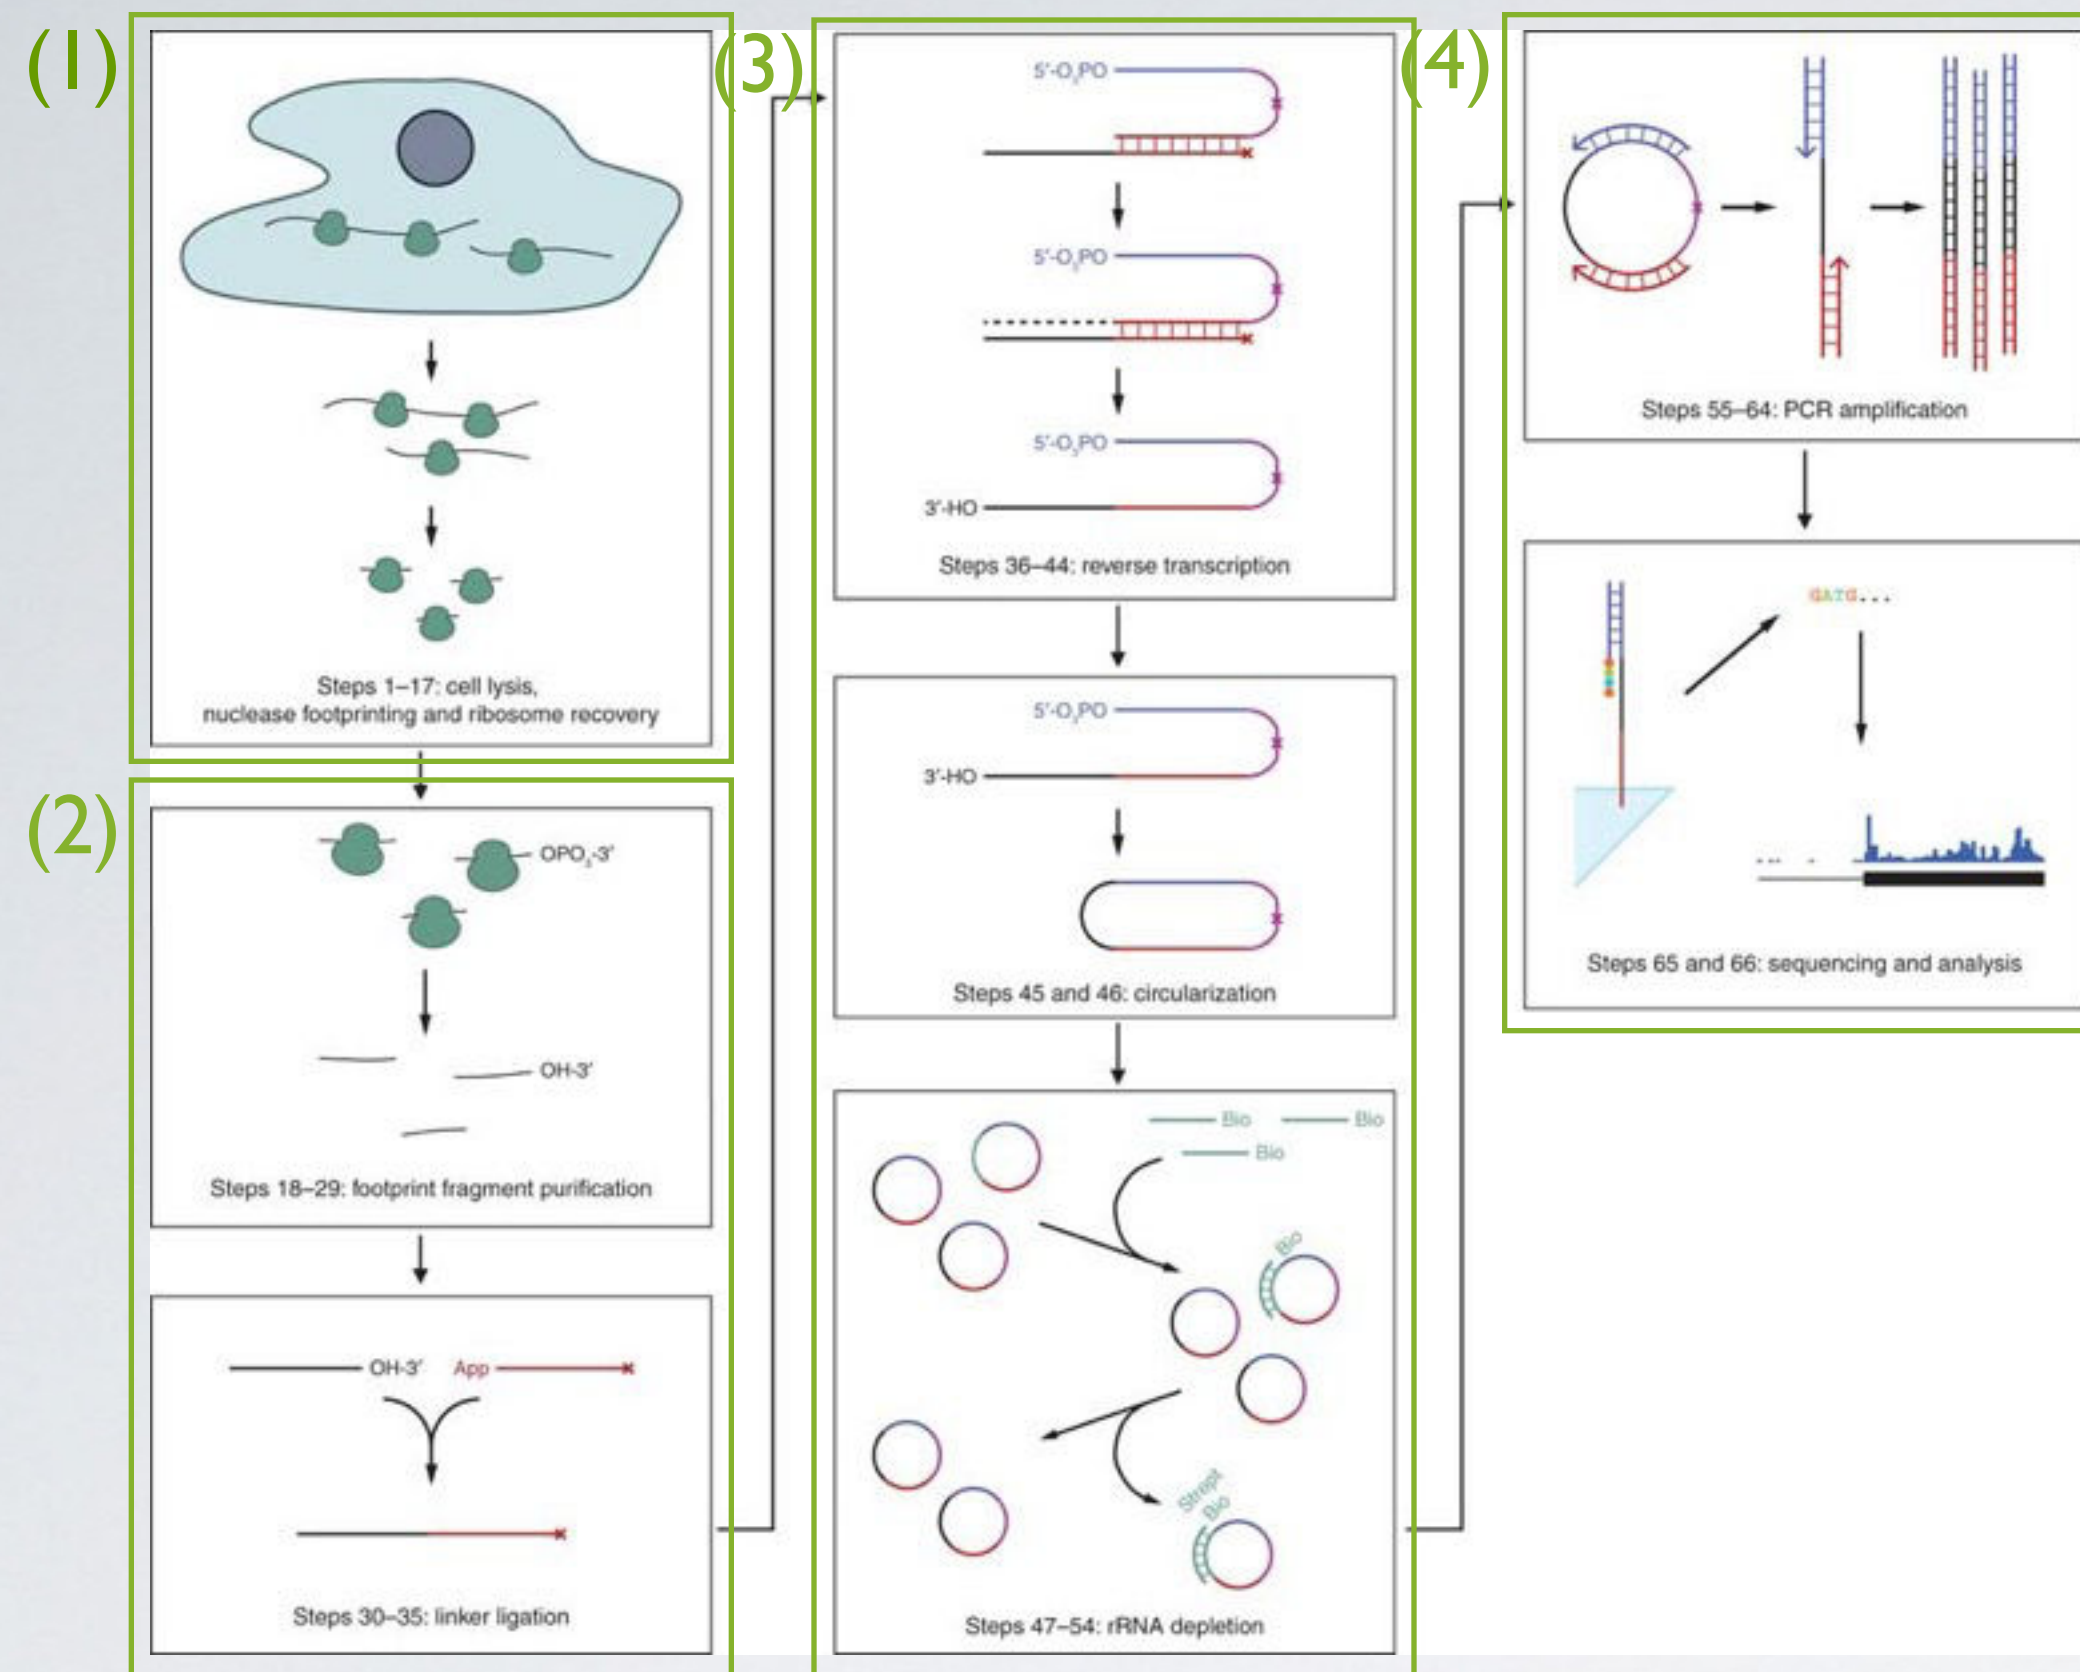 (1)
Steps 1–17: cell lysis,
nuclease footprinting and ribosome recovery
(2)
OPO₃-3′
OH-3′
Steps 18–29: footprint fragment purification
OH-3′ App
Steps 30–35: linker ligation
(3)
5′-O₃PO
5′-O₃PO
5′-O₃PO
3′-HO
Steps 36–44: reverse transcription
5′-O₃PO
3′-HO
Steps 45 and 46: circularization
Bio Bio
Bio
Bio
Strept
Bio
Steps 47–54: rRNA depletion
(4)
Steps 55–64: PCR amplification
GATG...
Steps 65 and 66: sequencing and analysis